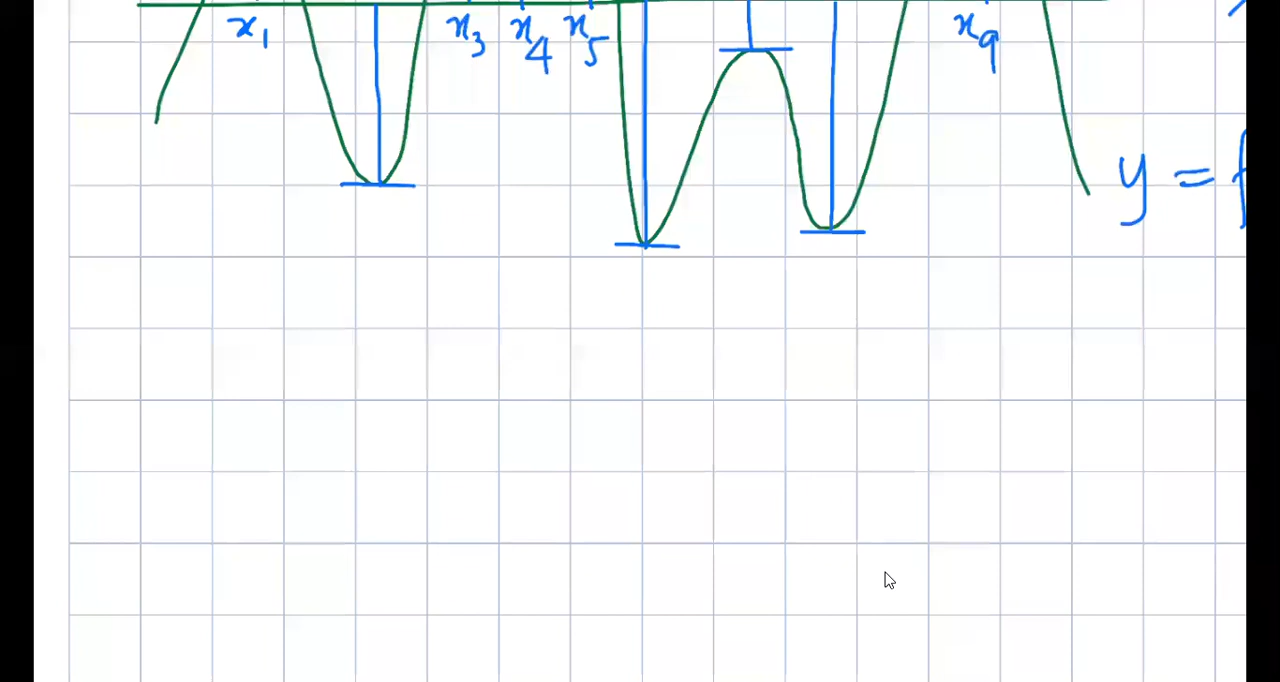 x₁ x₃ x₄ x₅ x₉
y = f